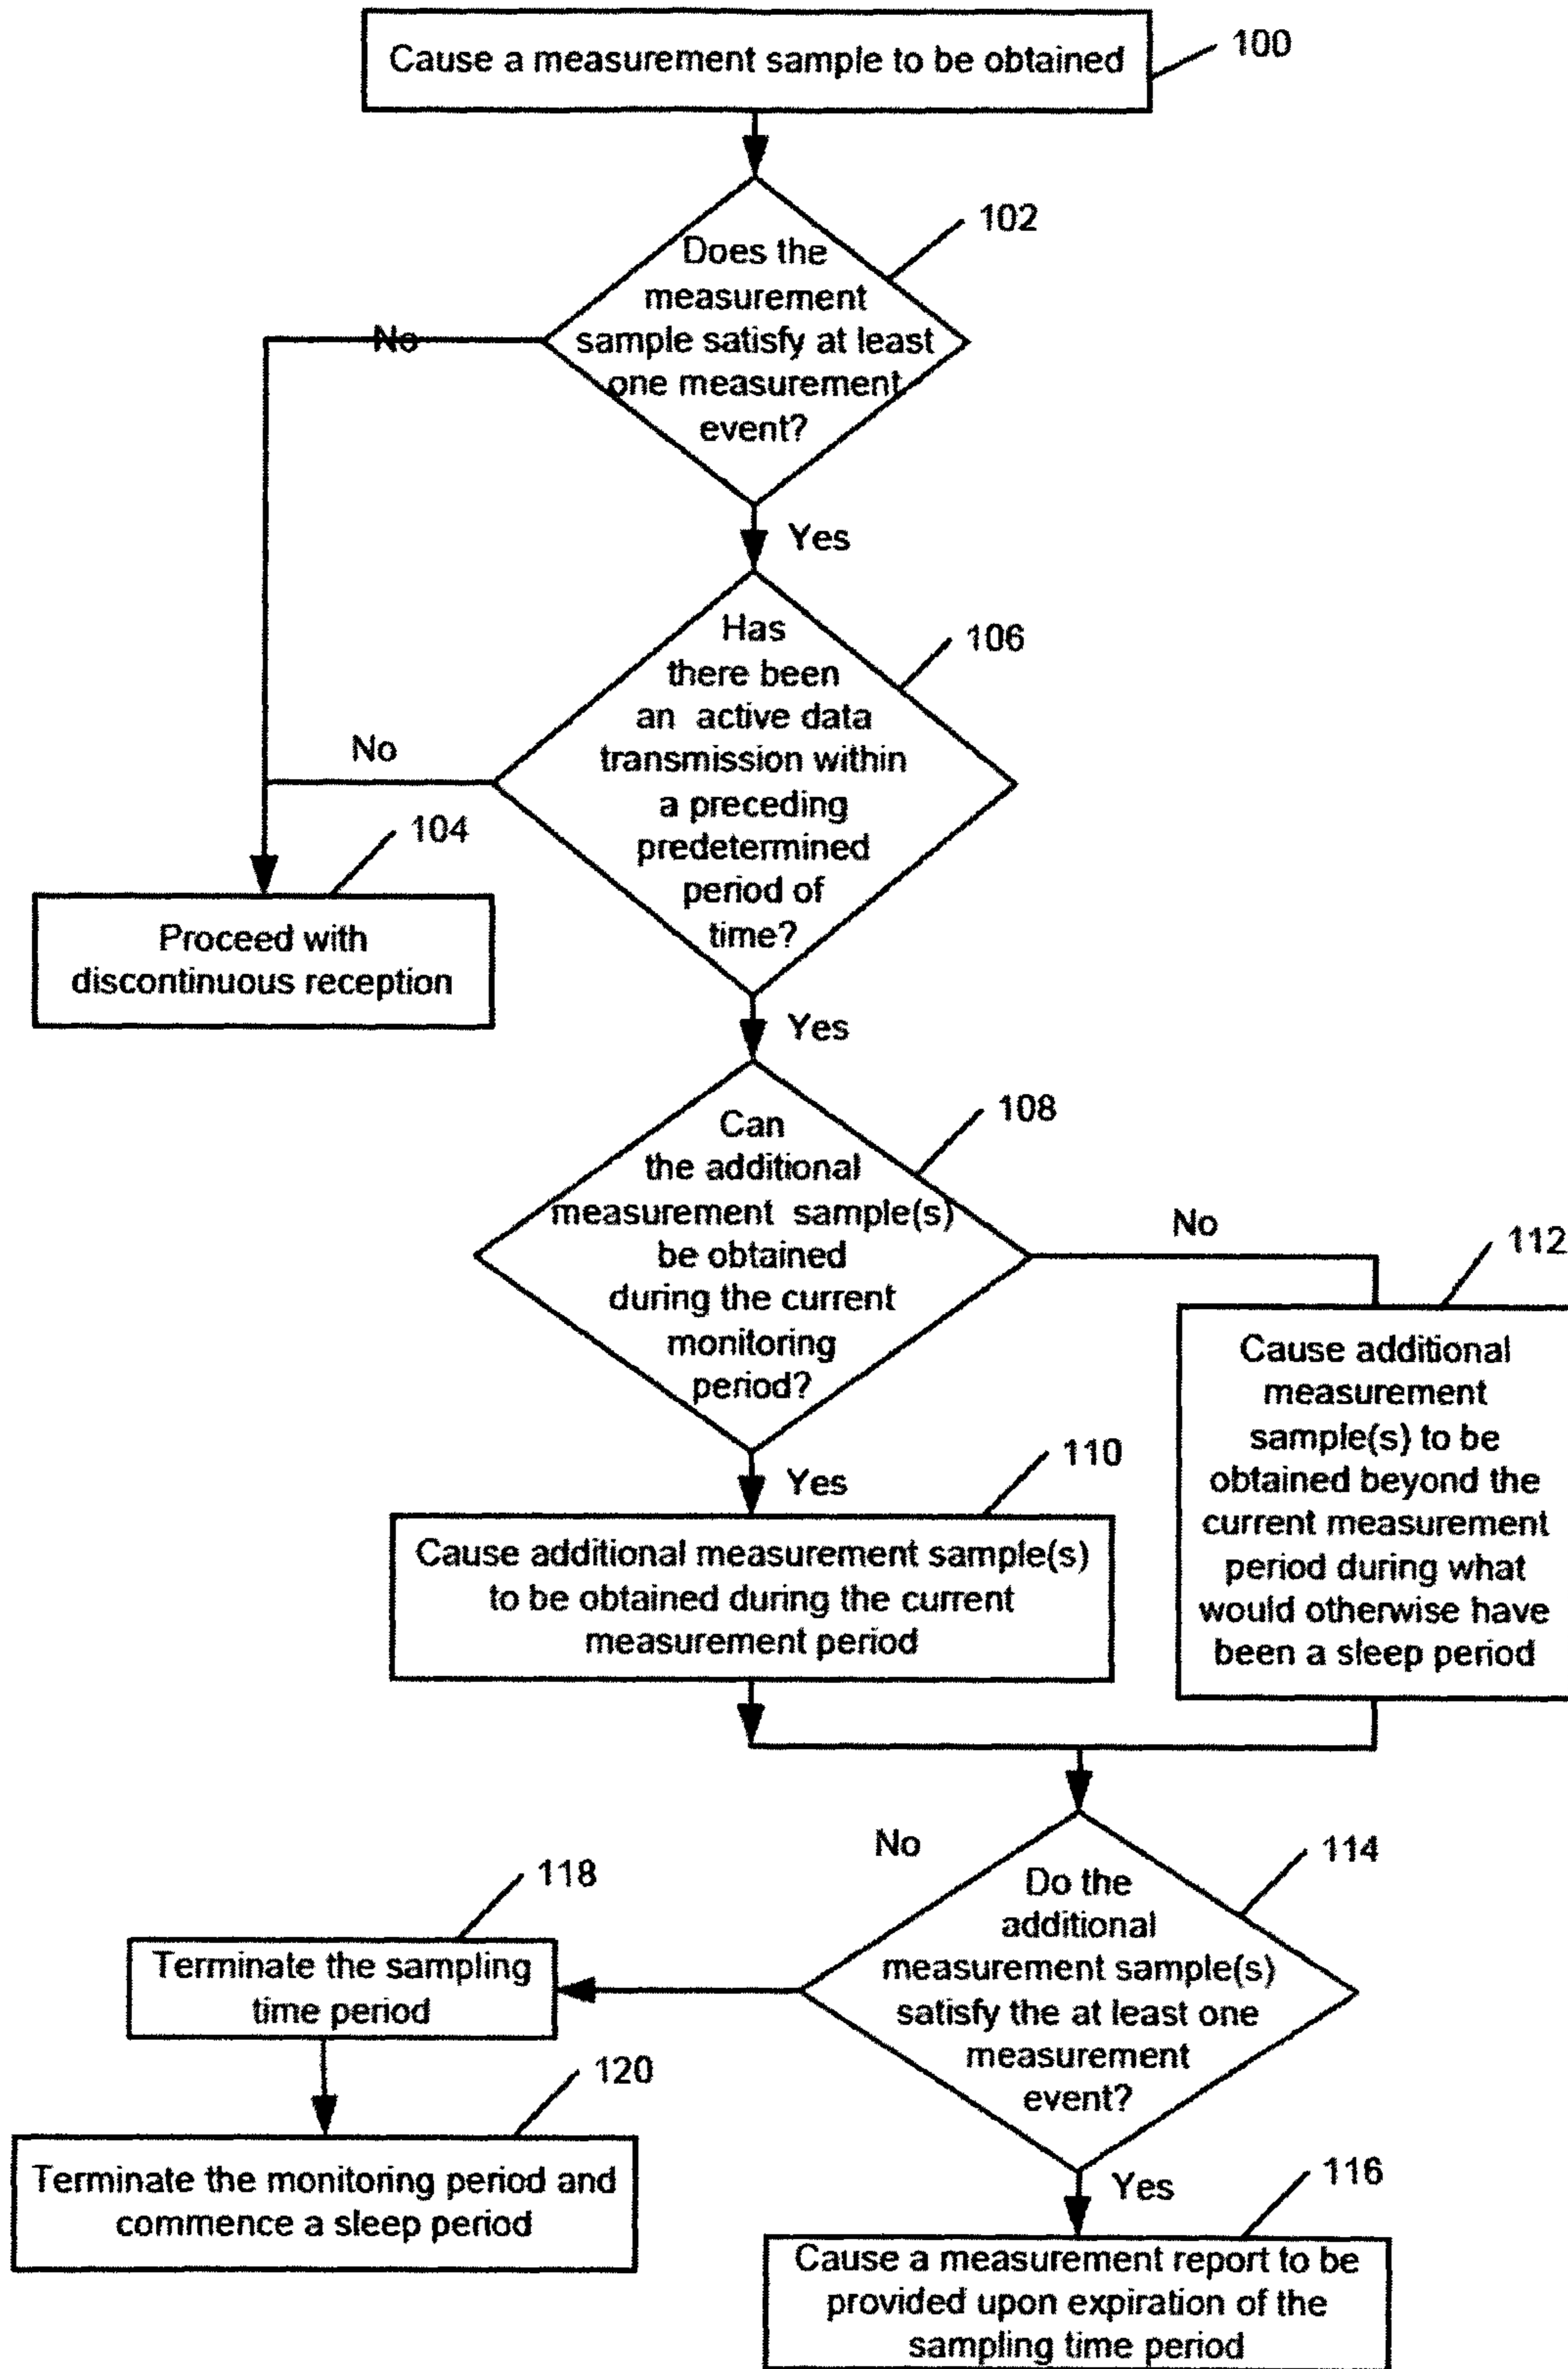 Cause a measurement sample to be obtained
100
102
Does the
measurement
sample satisfy at least
one measurement
event?
No
Yes
106
Has
there been
an active data
transmission within
a preceding
predetermined
period of
time?
No
104
Proceed with
discontinuous reception
Yes
108
Can
the additional
measurement sample(s)
be obtained
during the current
monitoring
period?
No
112
Cause additional
measurement
sample(s) to be
obtained beyond the
current measurement
period during what
would otherwise have
been a sleep period
Yes
110
Cause additional measurement sample(s)
to be obtained during the current
measurement period
No
114
Do the
additional
measurement sample(s)
satisfy the at least one
measurement
event?
118
Terminate the sampling
time period
120
Terminate the monitoring period and
commence a sleep period
Yes
116
Cause a measurement report to be
provided upon expiration of the
sampling time period